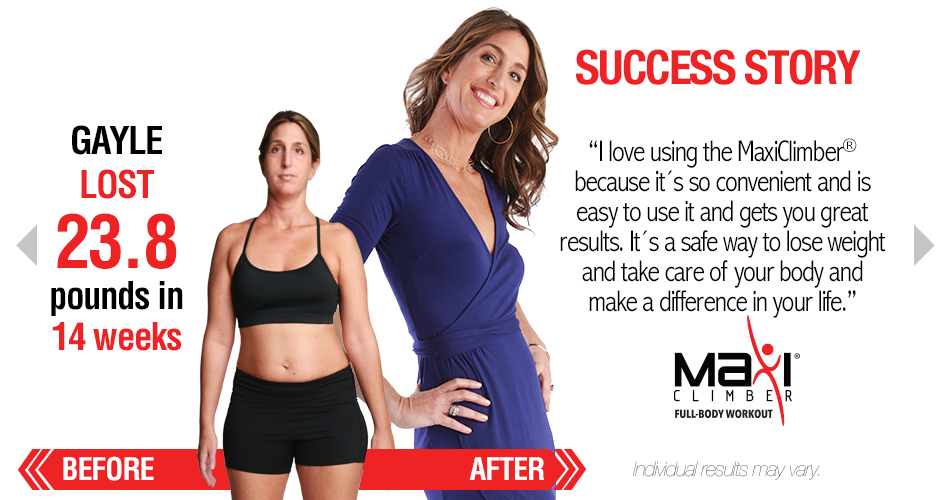 GAYLE
LOST
23.8
pounds in
14 weeks
BEFORE
AFTER
SUCCESS STORY
“I love using the MaxiClimber®
because it´s so convenient and is
easy to use it and gets you great
results. It´s a safe way to lose weight
and take care of your body and
make a difference in your life.”
MaxI®
CLIMBER
FULL-BODY WORKOUT
Individual results may vary.